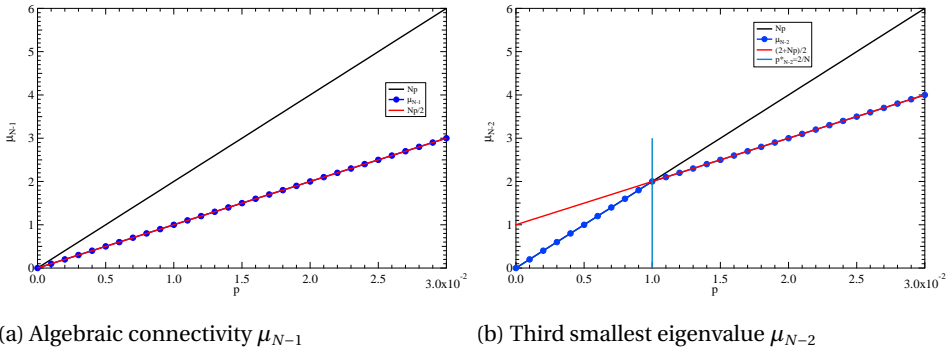 6
5
4
3
2
1
0
μN-1
0.0 0.5 1.0 1.5 2.0 2.5 3.0x10-2
p
Np
μN-1
Np/2
(a) Algebraic connectivity μN−1
6
5
4
3
2
1
0
μN-2
0.0 0.5 1.0 1.5 2.0 2.5 3.0x10-2
p
Np
μN-2
(2+Np)/2
p*N-2=2/N
(b) Third smallest eigenvalue μN−2